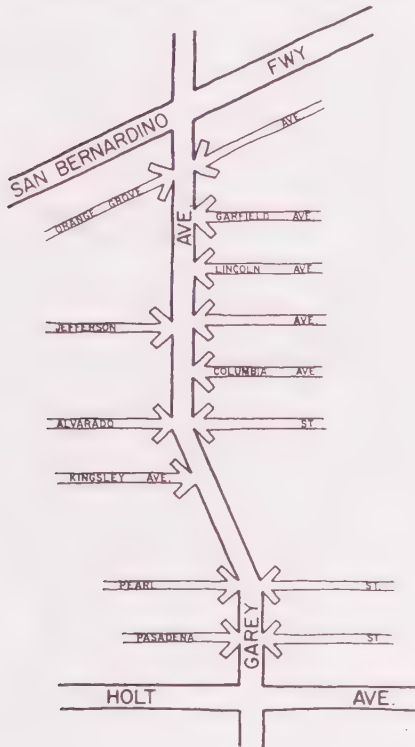 SAN BERNARDINO FWY
ORANGE GROVE AVE
GARFIELD AVE
LINCOLN AVE
JEFFERSON AVE.
COLUMBIA AVE
ALVARADO ST.
KINGSLEY AVE.
PEARL ST.
PASADENA ST
GAREY AVE
HOLT AVE.